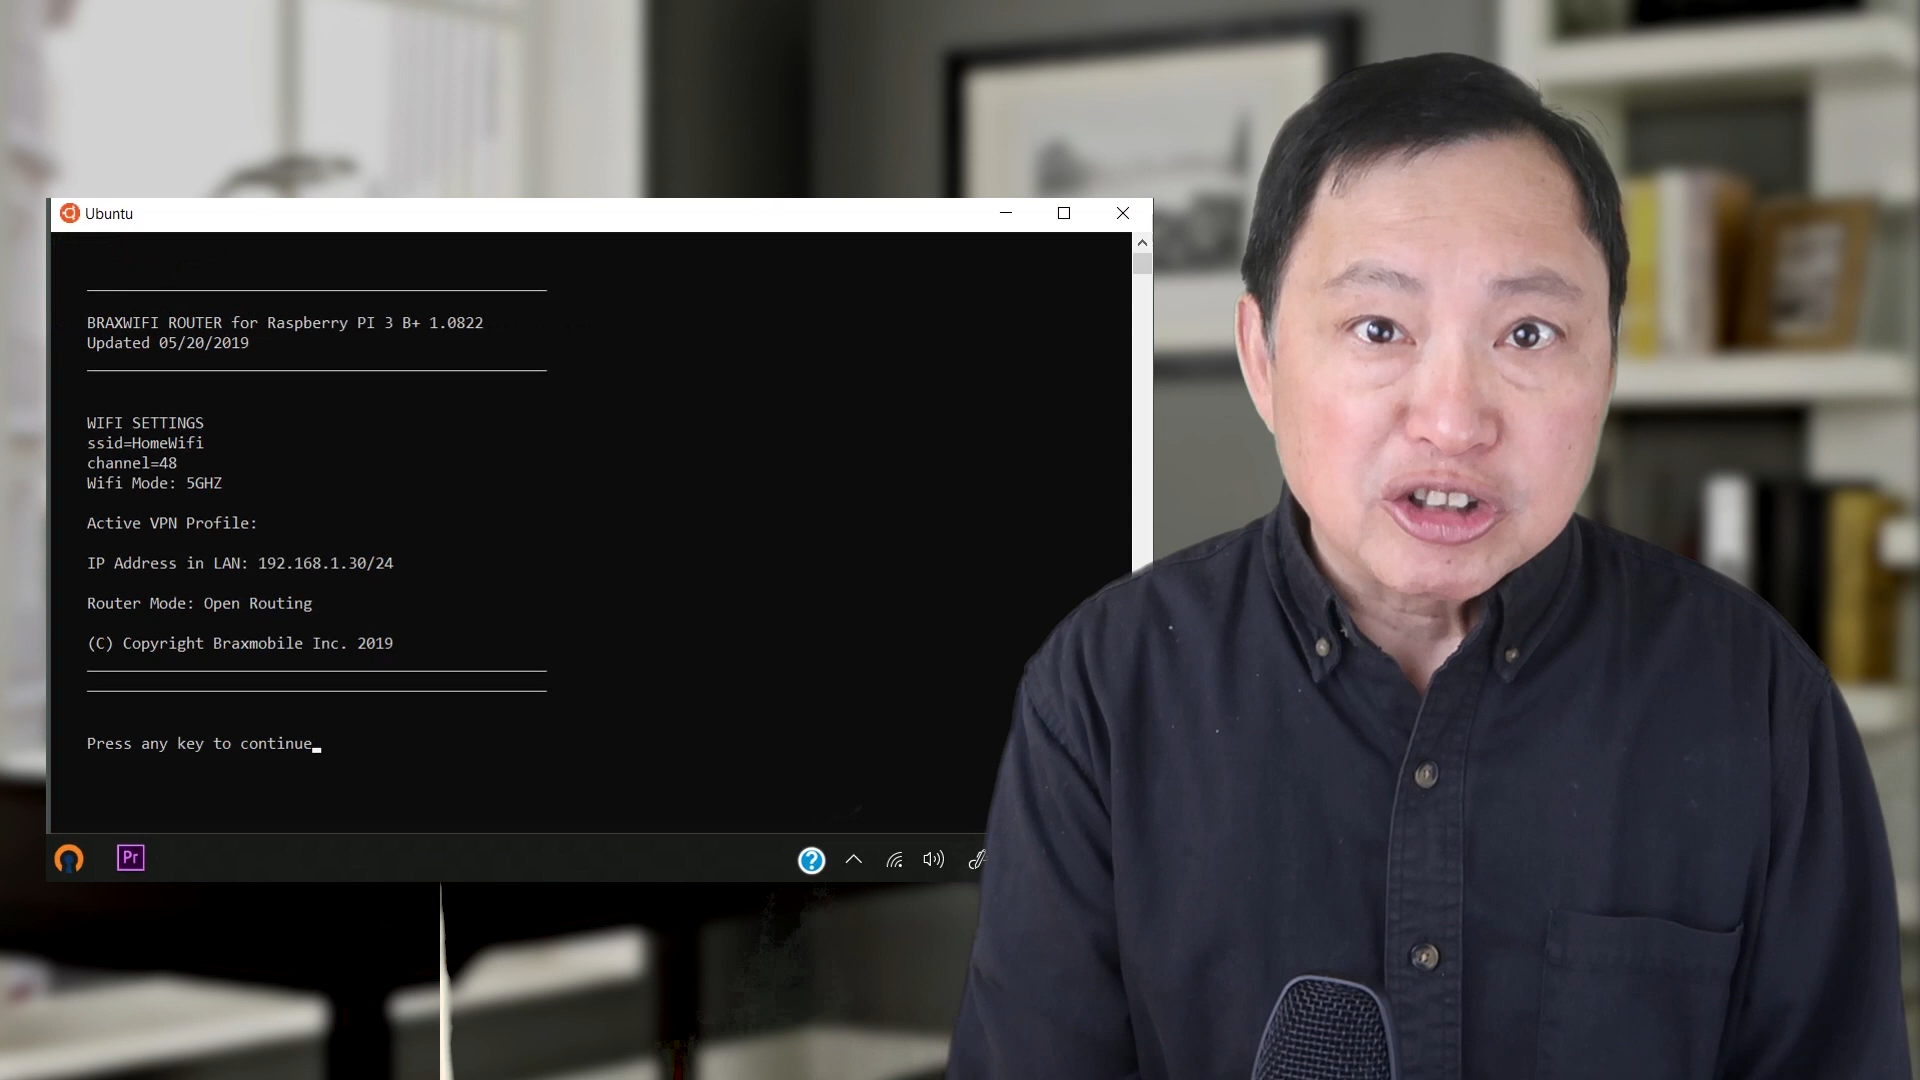 Ubuntu
BRAXWIFI ROUTER for Raspberry PI 3 B+ 1.0822
Updated 05/20/2019
WIFI SETTINGS
ssid=HomeWifi
channel=48
Wifi Mode: 5GHZ
Active VPN Profile:
IP Address in LAN: 192.168.1.30/24
Router Mode: Open Routing
(C) Copyright Braxmobile Inc. 2019
Press any key to continue
Pr
?